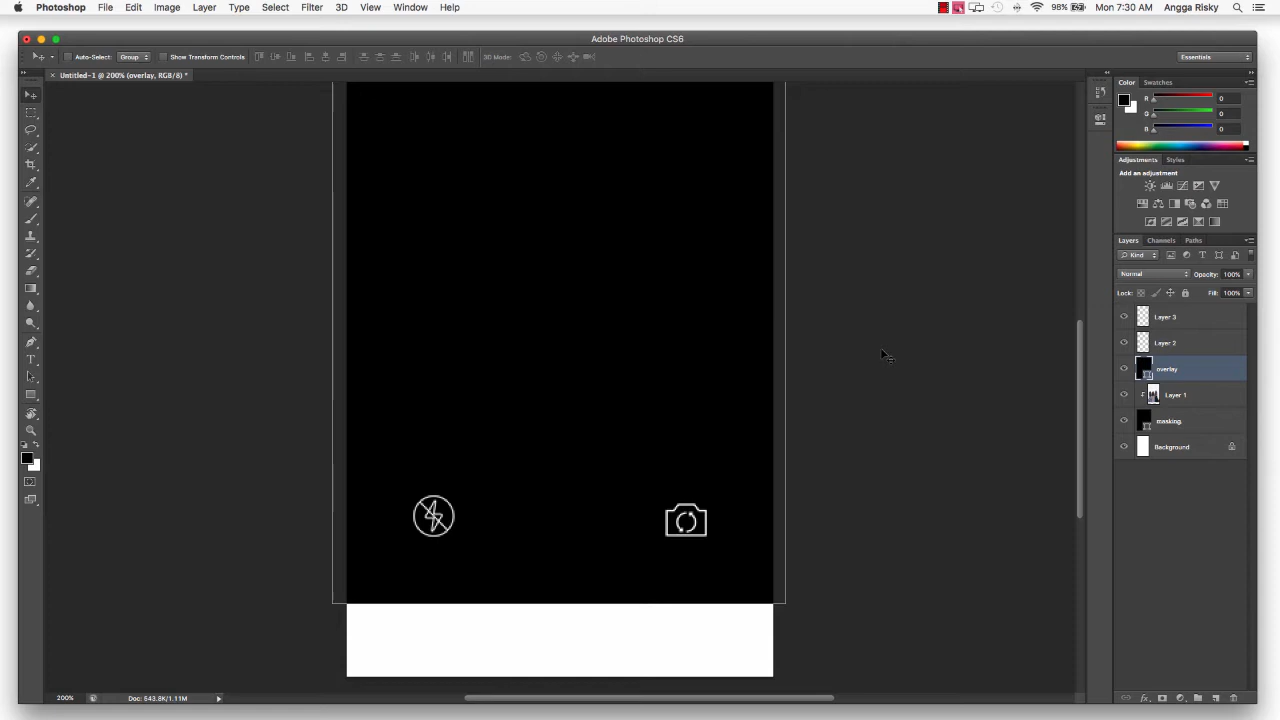 Photoshop File Edit Image Layer Type Select Filter 3D View Window Help 98% Mon 7:30 AM Angga Risky
Adobe Photoshop CS6
Auto-Select: Group Show Transform Controls 3D Mode: Essentials
Untitled-1 @ 200% (overlay, RGB/8) *
Color Swatches
R 0
G 0
B 0
Adjustments Styles
Add an adjustment
Layers Channels Paths
Kind
Normal Opacity: 100%
Lock: Fill: 100%
Layer 3
Layer 2
overlay
Layer 1
masking
Background
200% Doc: 643.8K/1.11M